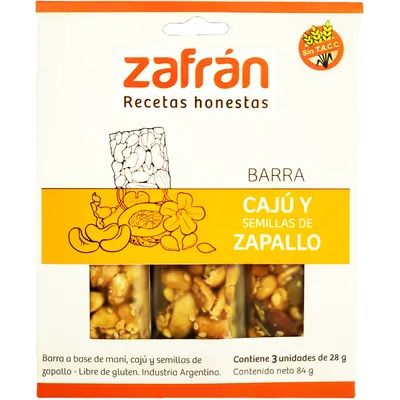 Sin T.A.C.C.
zafrán
Recetas honestas
BARRA
CAJÚ Y
SEMILLAS DE
ZAPALLO
Barra a base de maní, cajú y semillas de
zapallo - Libre de gluten. Industria Argentina.
Contiene 3 unidades de 28 g
Contenido neto 84 g